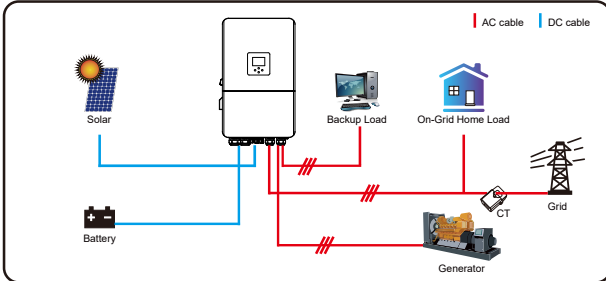 AC cable
DC cable
Solar
Backup Load
On-Grid Home Load
CT
Grid
Battery
Generator